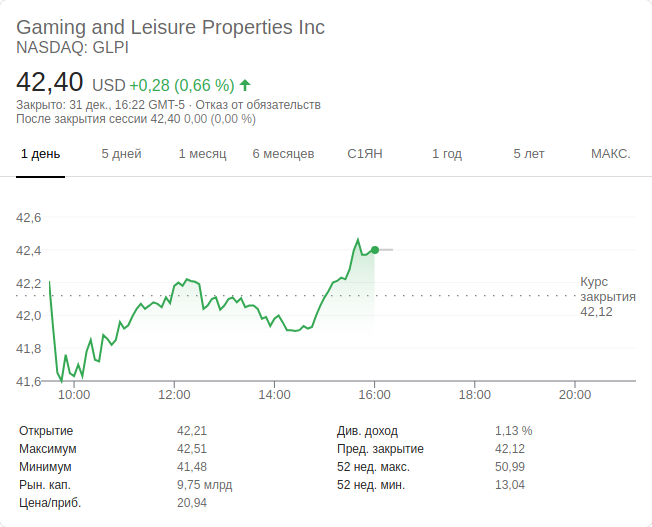 Gaming and Leisure Properties Inc
NASDAQ: GLPI
42,40 USD +0,28 (0,66 %)
Закрыто: 31 дек., 16:22 GMT-5 · Отказ от обязательств
После закрытия сессии 42,40 0,00 (0,00 %)
1 день 5 дней 1 месяц 6 месяцев С1ЯН 1 год 5 лет МАКС.
42,6
42,4
42,2
42,0
41,8
41,6
Курс
закрытия
42,12
10:00 12:00 14:00 16:00 18:00 20:00
Открытие 42,21
Максимум 42,51
Минимум 41,48
Рын. кап. 9,75 млрд
Цена/приб. 20,94
Див. доход 1,13 %
Пред. закрытие 42,12
52 нед. макс. 50,99
52 нед. мин. 13,04